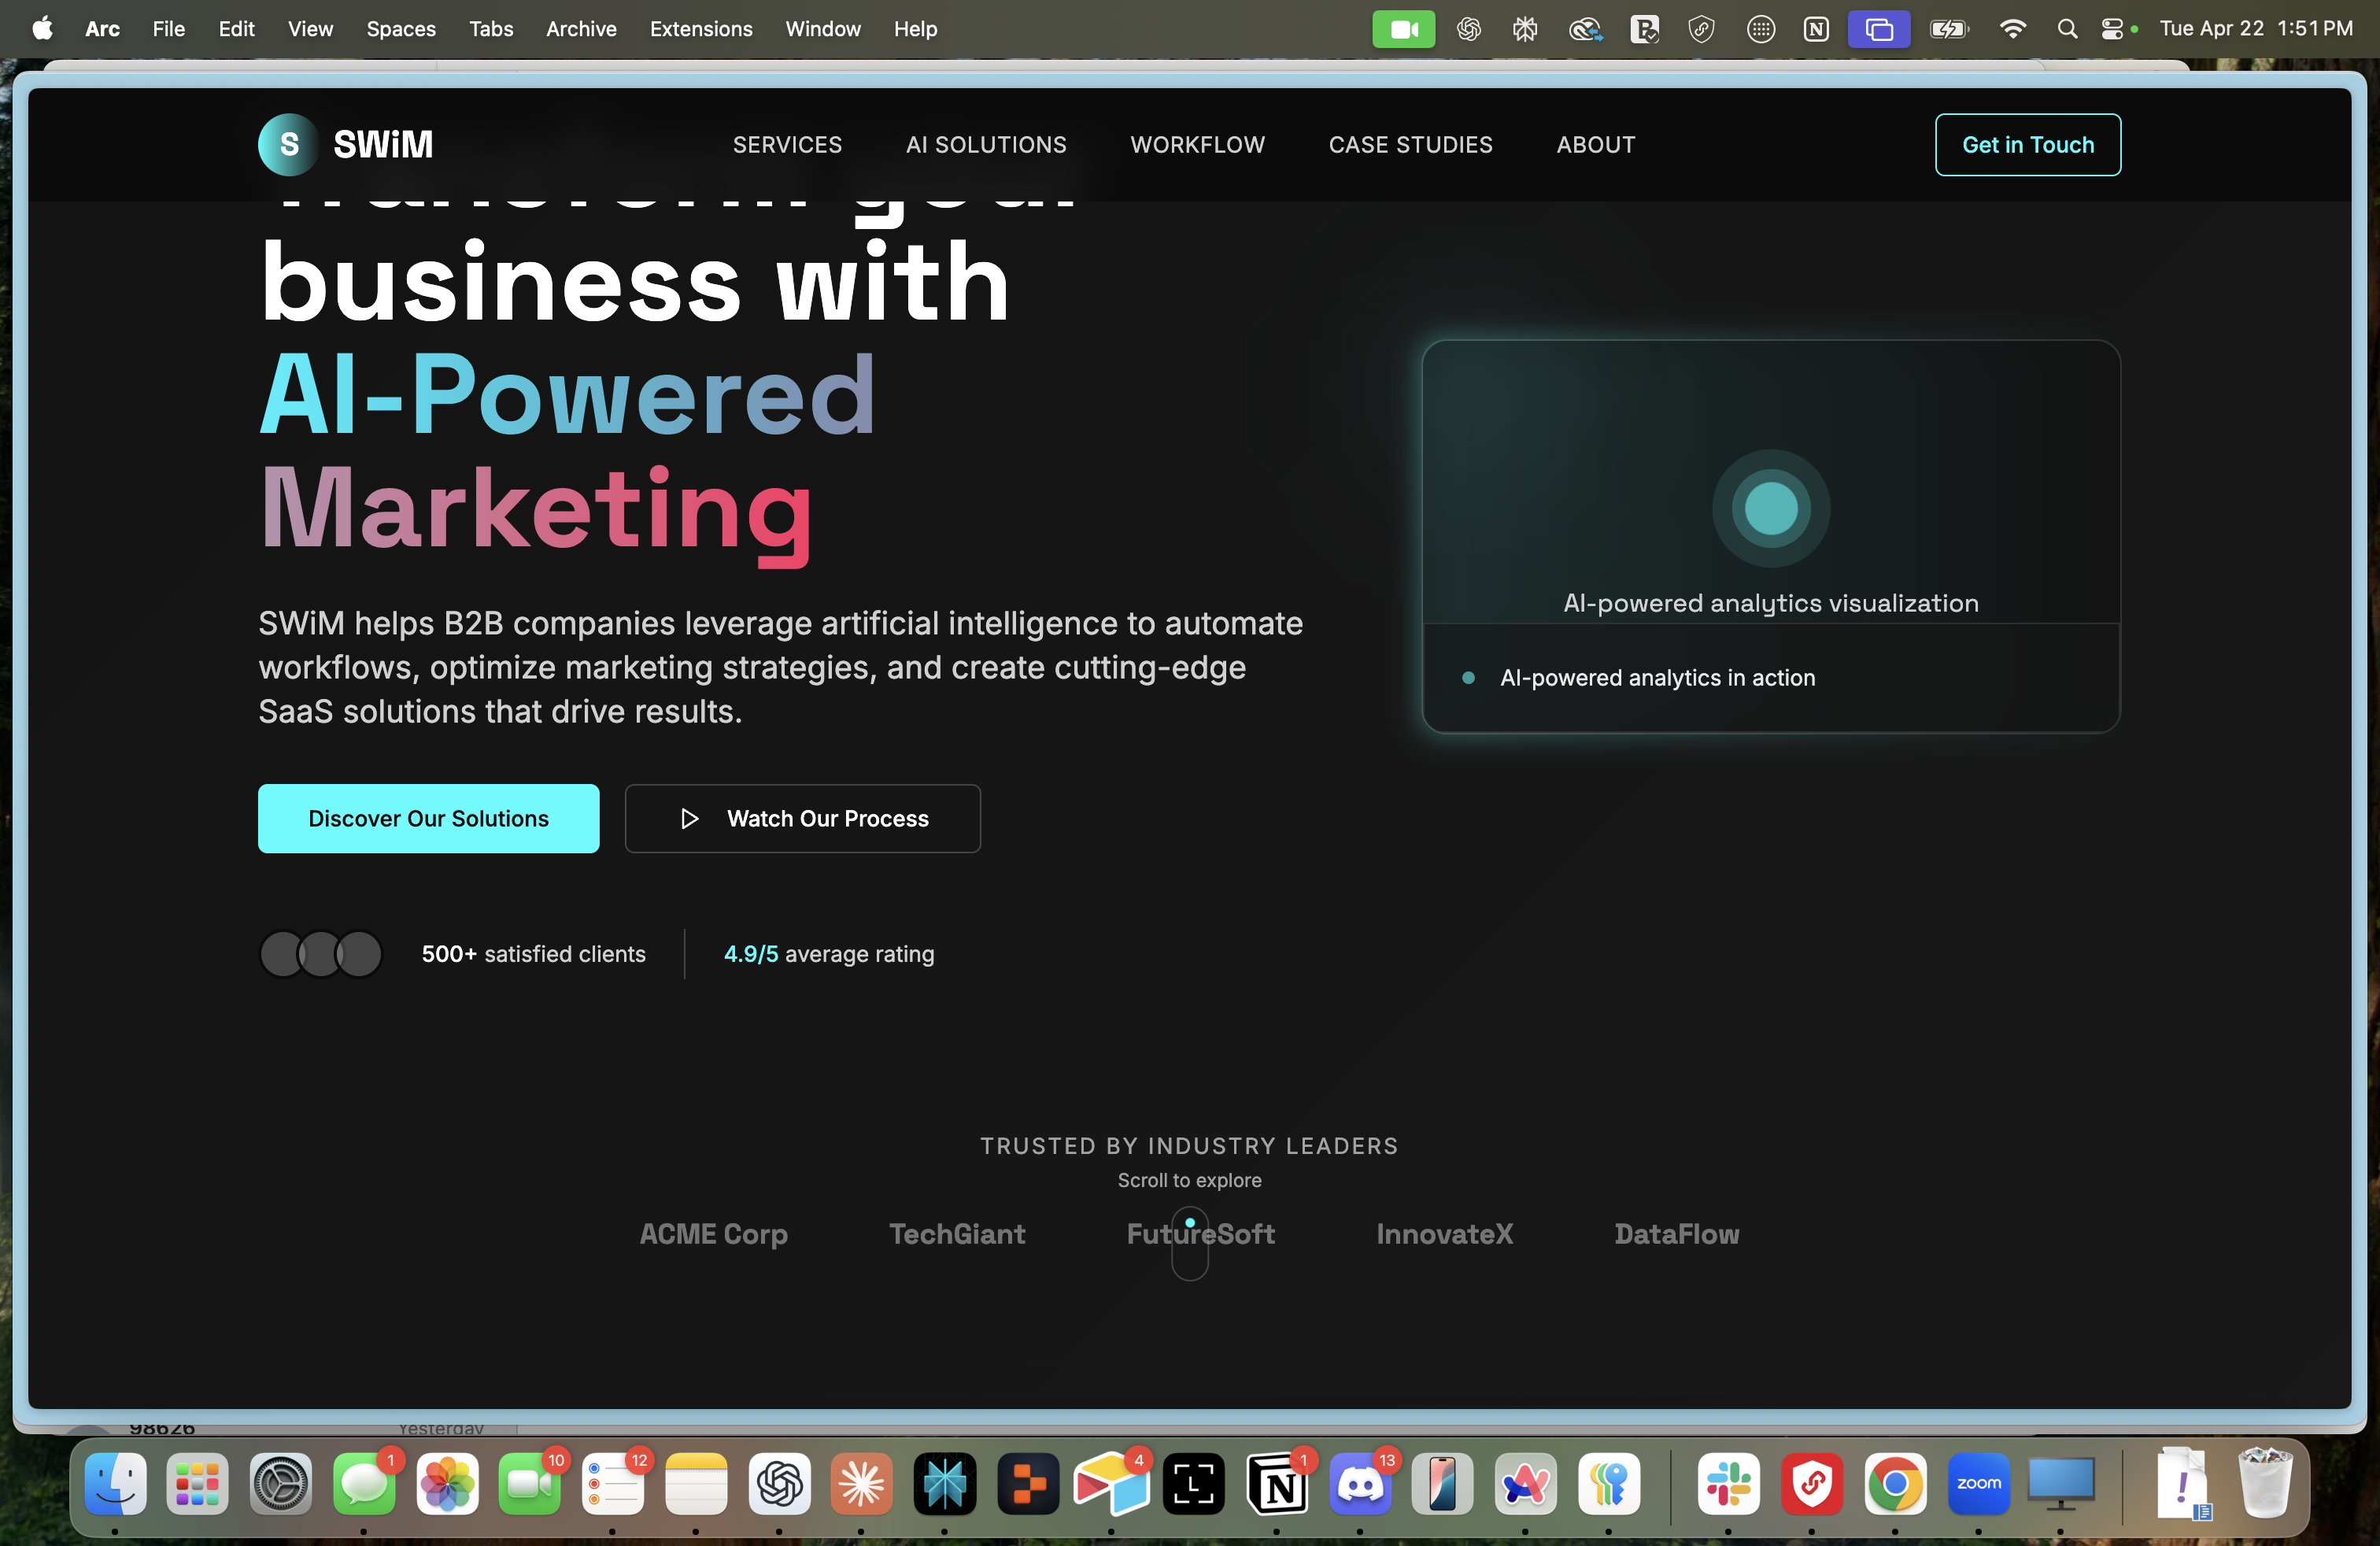 Arc File Edit View Spaces Tabs Archive Extensions Window Help Tue Apr 22 1:51 PM
S SWiM SERVICES AI SOLUTIONS WORKFLOW CASE STUDIES ABOUT Get in Touch
Transform your
business with
AI-Powered
Marketing
SWiM helps B2B companies leverage artificial intelligence to automate
workflows, optimize marketing strategies, and create cutting-edge
SaaS solutions that drive results.
AI-powered analytics visualization
AI-powered analytics in action
Discover Our Solutions
Watch Our Process
500+ satisfied clients
4.9/5 average rating
TRUSTED BY INDUSTRY LEADERS
Scroll to explore
ACME Corp TechGiant FutureSoft InnovateX DataFlow
98626 Yesterday
1 10 12 4 1 13
zoom